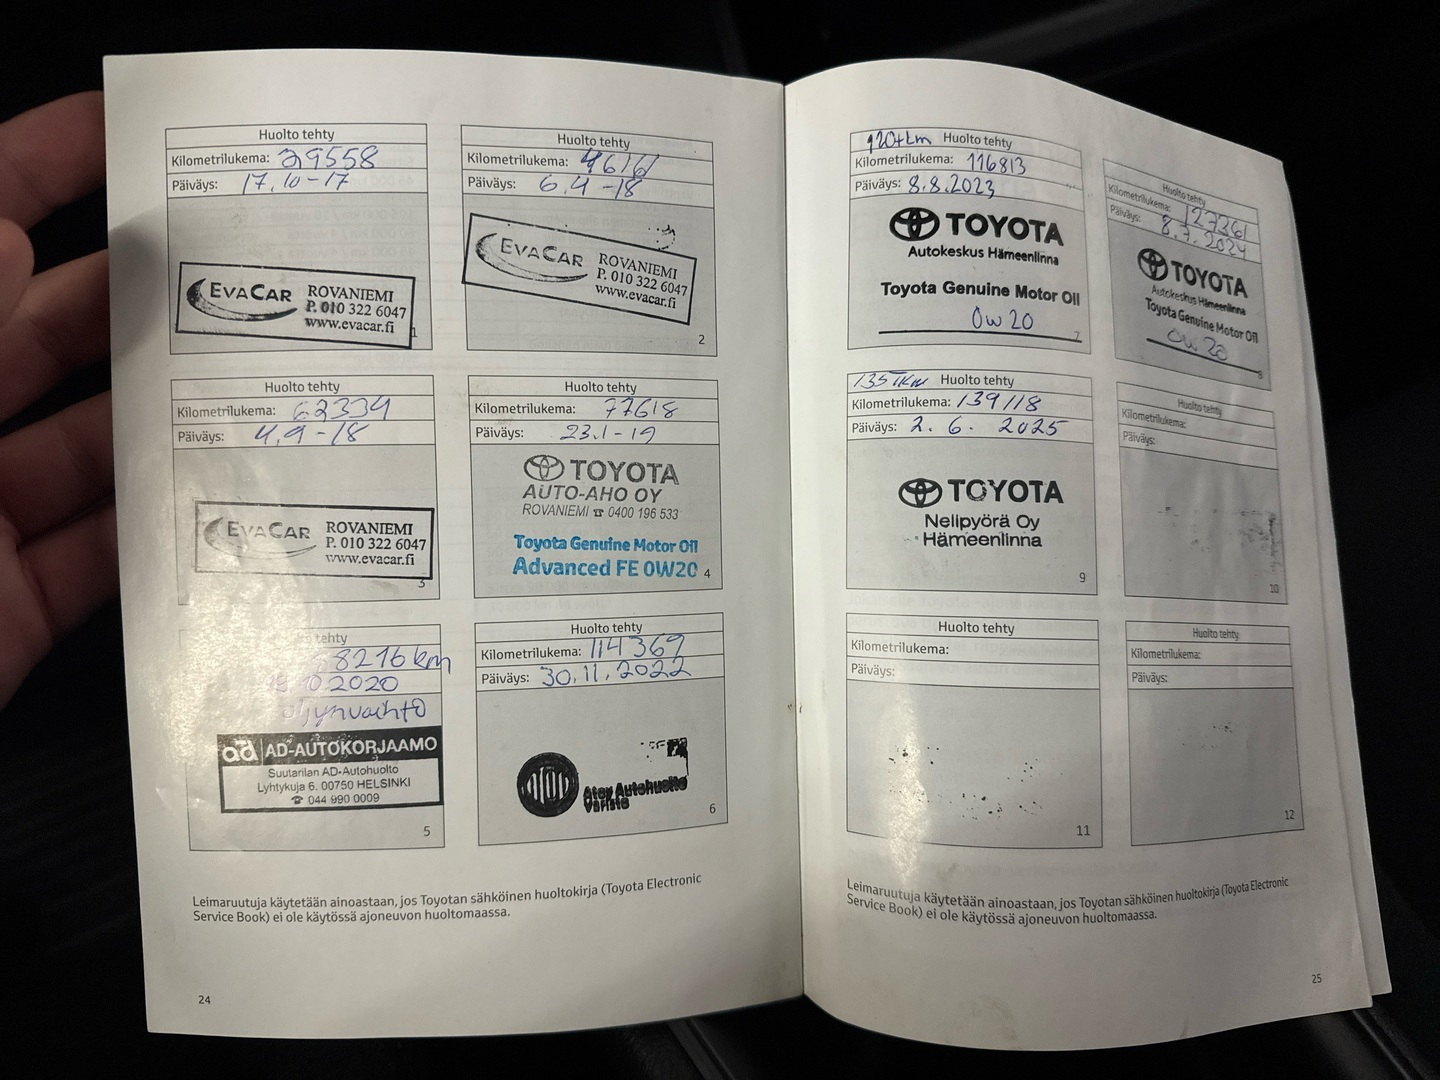 Huolto tehty
Kilometrilukema: 29558
Päiväys: 17.10-17
EVACAR
ROVANIEMI
P. 010 322 6047
www.evacar.fi
1
Huolto tehty
Kilometrilukema: 46161
Päiväys: 6.4-18
EVACAR
ROVANIEMI
P. 010 322 6047
www.evacar.fi
2
Huolto tehty
Kilometrilukema: 62334
Päiväys: 4.9-18
EVACAR
ROVANIEMI
P. 010 322 6047
www.evacar.fi
3
Huolto tehty
Kilometrilukema: 77618
Päiväys: 23.1-19
TOYOTA
AUTO-AHO OY
ROVANIEMI ☎ 0400 196 533
Toyota Genuine Motor Oil
Advanced FE 0W20
4
tehty
88216 km
10.2020
öljynvaihto
ad AD-AUTOKORJAAMO
Suutarilan AD-Autohuolto
Lyhtykuja 6. 00750 HELSINKI
☎ 044 990 0009
5
Huolto tehty
Kilometrilukema: 114369
Päiväys: 30.11.2022
Atoy Autohuolto
Varisto
6
Leimaruutuja käytetään ainoastaan, jos Toyotan sähköinen huoltokirja (Toyota Electronic
Service Book) ei ole käytössä ajoneuvon huoltomaassa.
24
120tkm Huolto tehty
Kilometrilukema: 116813
Päiväys: 8.8.2023
TOYOTA
Autokeskus Hämeenlinna
Toyota Genuine Motor Oil
0w20
7
Huolto tehty
Kilometrilukema: 127361
Päiväys: 8.7.2024
TOYOTA
Autokeskus Hämeenlinna
Toyota Genuine Motor Oil
0w20
8
135tkm Huolto tehty
Kilometrilukema: 139118
Päiväys: 2.6. 2025
TOYOTA
Nelipyörä Oy
Hämeenlinna
9
Huolto tehty
Kilometrilukema:
Päiväys:
10
Huolto tehty
Kilometrilukema:
Päiväys:
11
Huolto tehty
Kilometrilukema:
Päiväys:
12
Leimaruutuja käytetään ainoastaan, jos Toyotan sähköinen huoltokirja (Toyota Electronic
Service Book) ei ole käytössä ajoneuvon huoltomaassa.
25